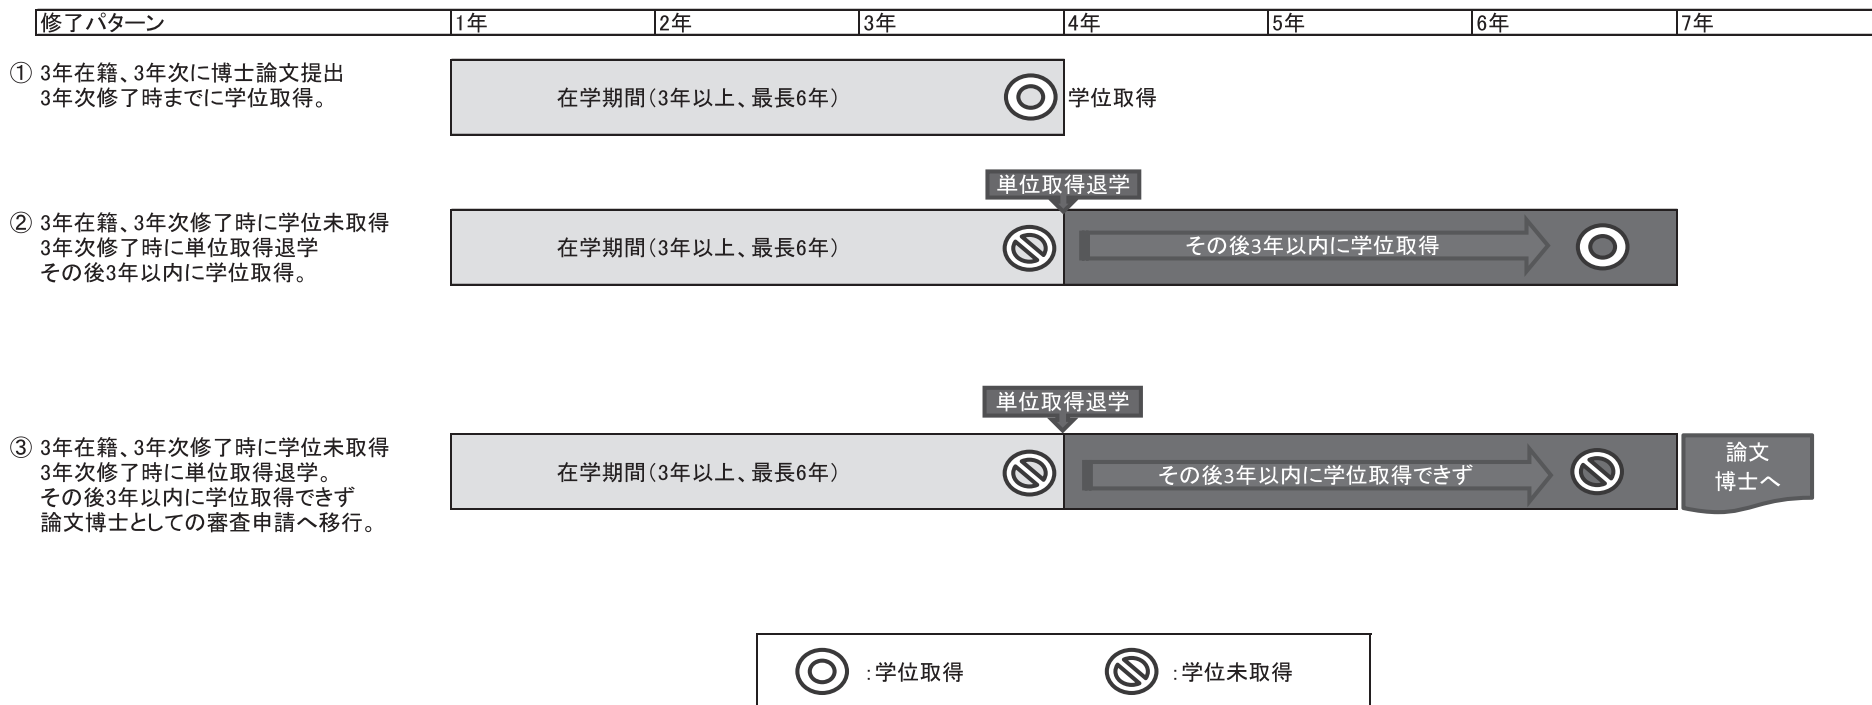 修了パターン 1年 2年 3年 4年 5年 6年 7年
① 3年在籍、3年次に博士論文提出
3年次修了時までに学位取得。
在学期間(3年以上、最長6年)
学位取得
単位取得退学
② 3年在籍、3年次修了時に学位未取得
3年次修了時に単位取得退学
その後3年以内に学位取得。
在学期間(3年以上、最長6年)
その後3年以内に学位取得
単位取得退学
③ 3年在籍、3年次修了時に学位未取得
3年次修了時に単位取得退学。
その後3年以内に学位取得できず
論文博士としての審査申請へ移行。
在学期間(3年以上、最長6年)
その後3年以内に学位取得できず
論文
博士へ
:学位取得
:学位未取得